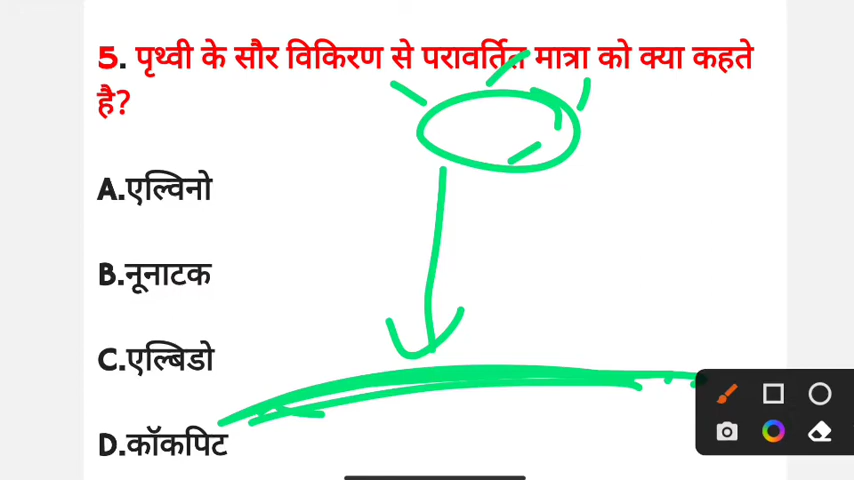 5. पृथ्वी के सौर विकिरण से परावर्तित मात्रा को क्या कहते
है?
A.एल्विनो
B.नूनाटक
C.एल्बिडो
D.कॉकपिट